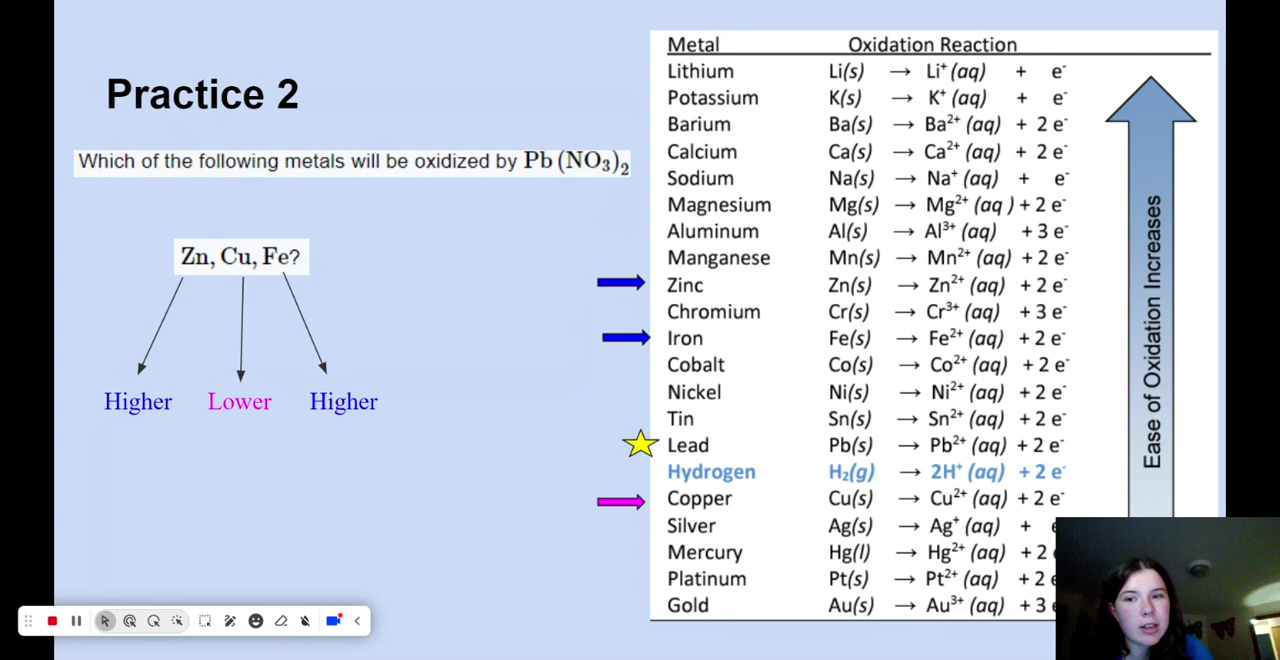 Practice 2
Which of the following metals will be oxidized by Pb (NO₃)₂
Zn, Cu, Fe?
Higher Lower Higher
Metal Oxidation Reaction
Lithium Li(s) → Li⁺ (aq) + e⁻
Potassium K(s) → K⁺ (aq) + e⁻
Barium Ba(s) → Ba²⁺ (aq) + 2 e⁻
Calcium Ca(s) → Ca²⁺ (aq) + 2 e⁻
Sodium Na(s) → Na⁺ (aq) + e⁻
Magnesium Mg(s) → Mg²⁺ (aq ) + 2 e⁻
Aluminum Al(s) → Al³⁺ (aq) + 3 e⁻
Manganese Mn(s) → Mn²⁺ (aq) + 2 e⁻
Zinc Zn(s) → Zn²⁺ (aq) + 2 e⁻
Chromium Cr(s) → Cr³⁺ (aq) + 3 e⁻
Iron Fe(s) → Fe²⁺ (aq) + 2 e⁻
Cobalt Co(s) → Co²⁺ (aq) + 2 e⁻
Nickel Ni(s) → Ni²⁺ (aq) + 2 e⁻
Tin Sn(s) → Sn²⁺ (aq) + 2 e⁻
Lead Pb(s) → Pb²⁺ (aq) + 2 e⁻
Hydrogen H₂(g) → 2H⁺ (aq) + 2 e⁻
Copper Cu(s) → Cu²⁺ (aq) + 2 e⁻
Silver Ag(s) → Ag⁺ (aq) +
Mercury Hg(l) → Hg²⁺ (aq) + 2
Platinum Pt(s) → Pt²⁺ (aq) + 2
Gold Au(s) → Au³⁺ (aq) + 3
Ease of Oxidation Increases